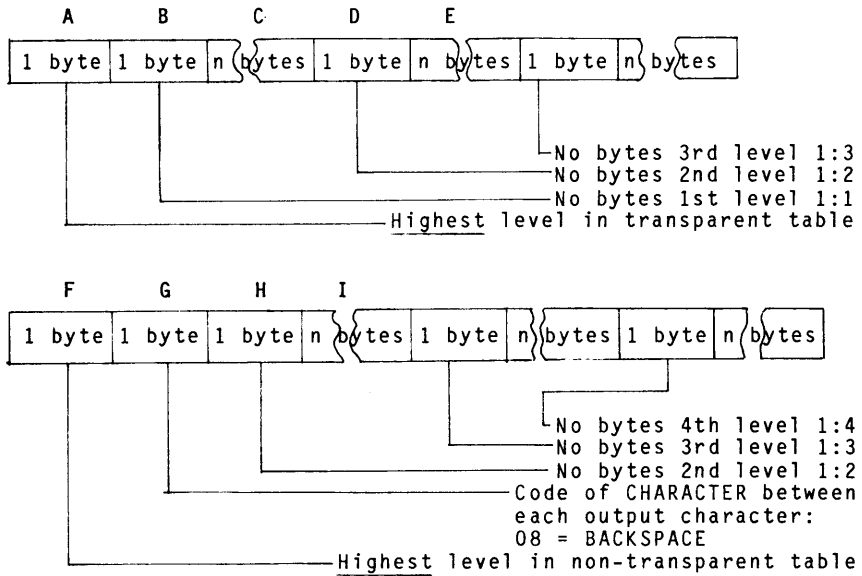 A B C D E
1 byte 1 byte n bytes 1 byte n bytes 1 byte n bytes
No bytes 3rd level 1:3
No bytes 2nd level 1:2
No bytes 1st level 1:1
Highest level in transparent table
F G H I
1 byte 1 byte 1 byte n bytes 1 byte n bytes 1 byte n bytes
No bytes 4th level 1:4
No bytes 3rd level 1:3
No bytes 2nd level 1:2
Code of CHARACTER between
each output character:
08 = BACKSPACE
Highest level in non-transparent table